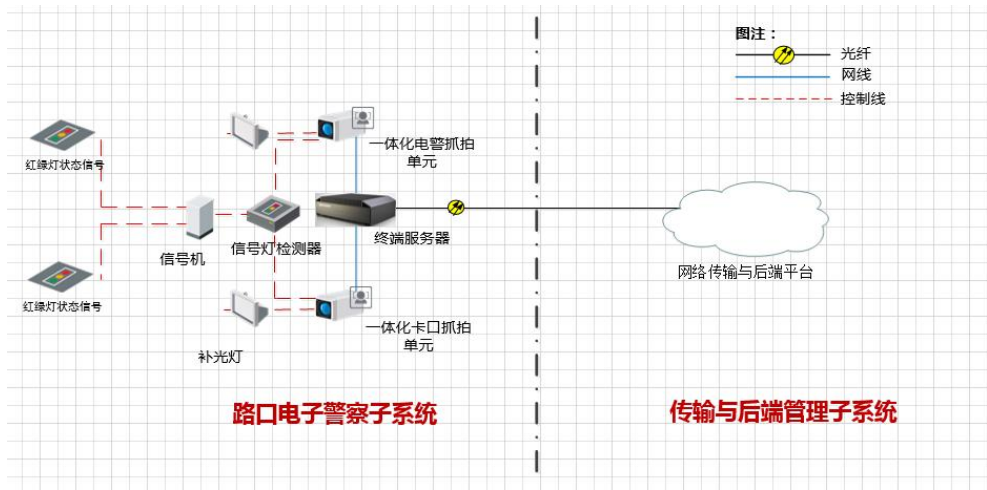 图注：
光纤
网线
控制线
红绿灯状态信号
一体化电警抓拍
单元
信号机
信号灯检测器
终端服务器
网络传输与后端平台
红绿灯状态信号
补光灯
一体化卡口抓拍
单元
路口电子警察子系统
传输与后端管理子系统